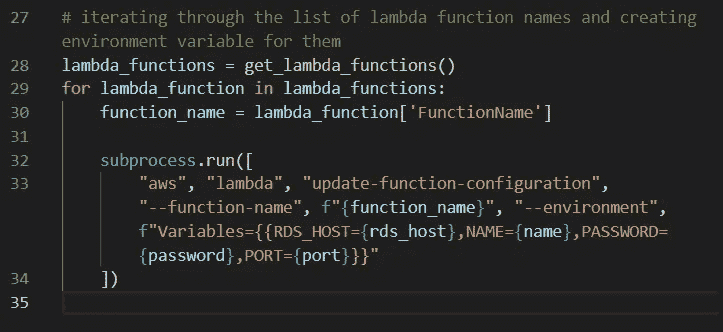 27 # iterating through the list of lambda function names and creating
environment variable for them
28 lambda_functions = get_lambda_functions()
29 for lambda_function in lambda_functions:
30 function_name = lambda_function['FunctionName']
31
32 subprocess.run([
33 "aws", "lambda", "update-function-configuration",
"--function-name", f"{function_name}", "--environment",
f"Variables={{RDS_HOST={rds_host},NAME={name},PASSWORD=
{password},PORT={port}}}"
34 ])
35